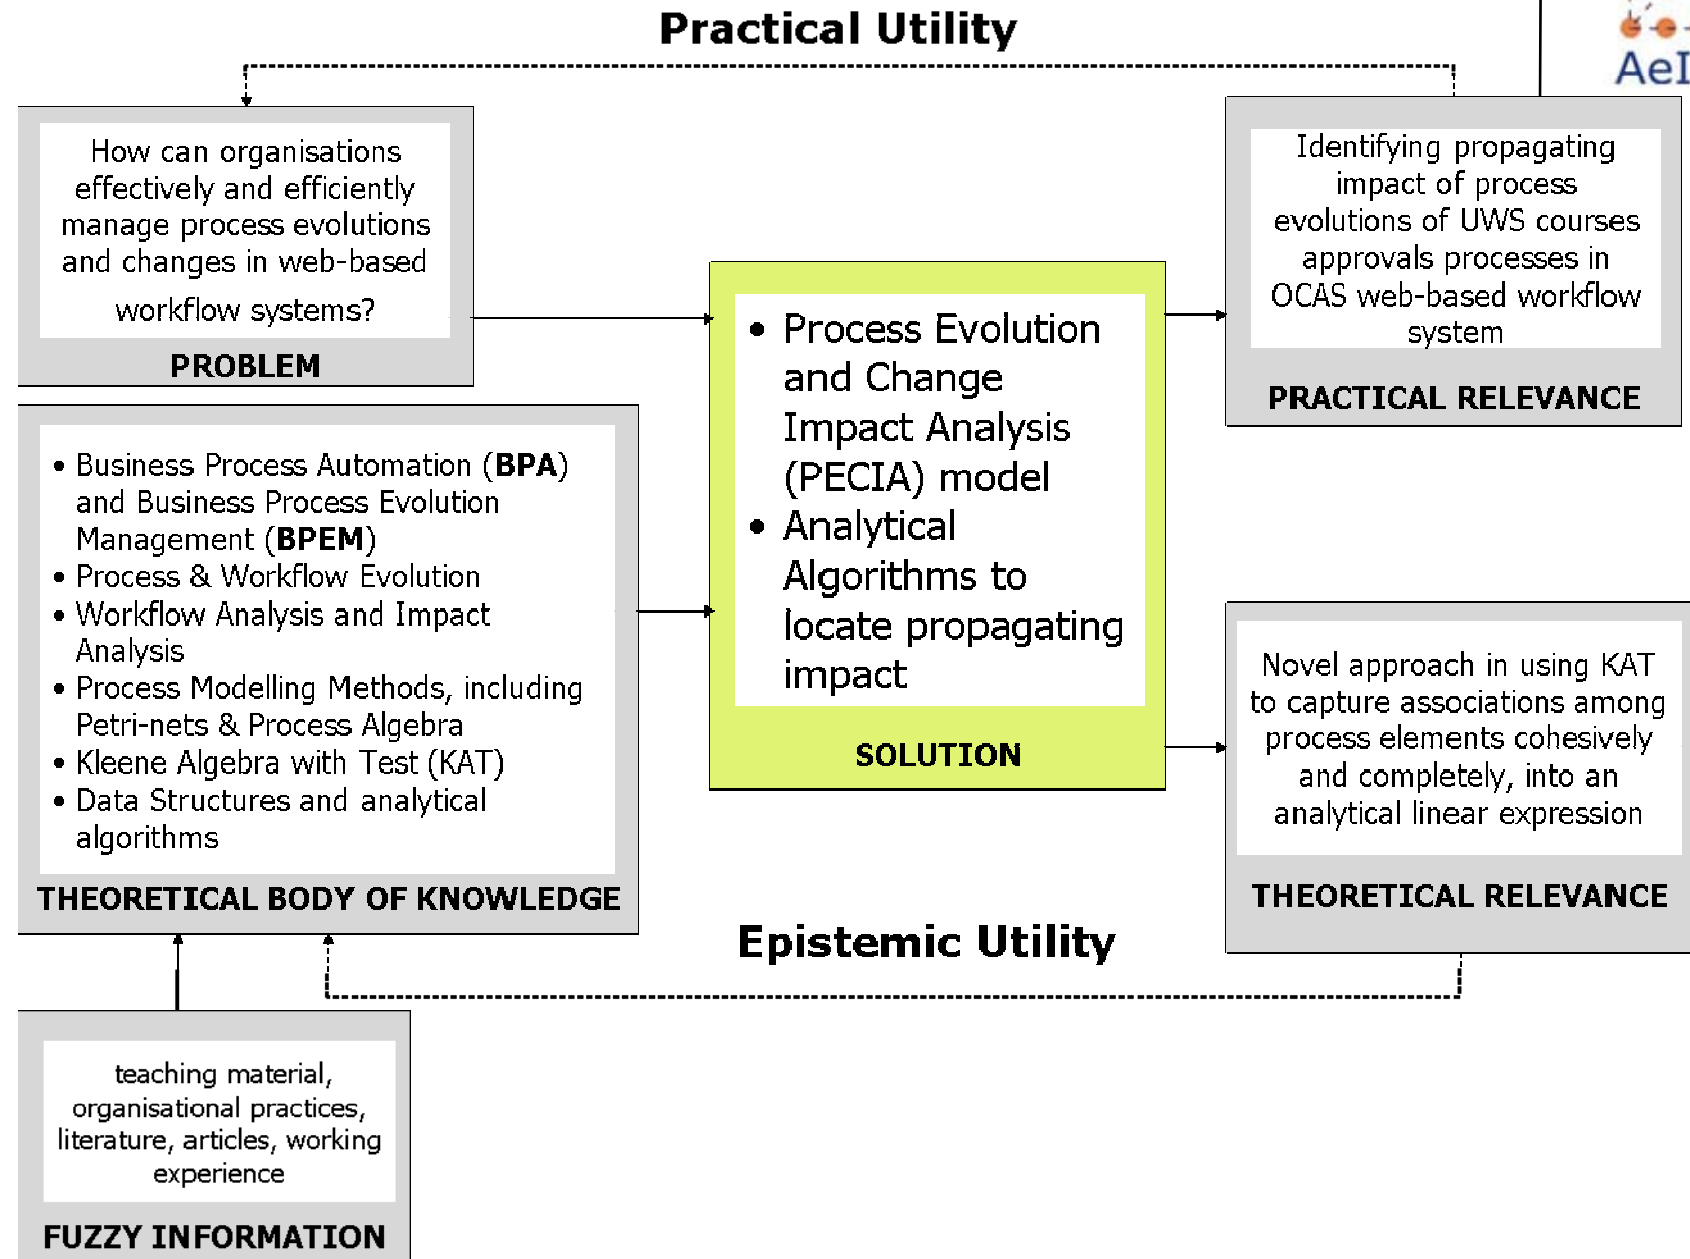 Practical Utility
AeI
How can organisations
effectively and efficiently
manage process evolutions
and changes in web-based
workflow systems?
PROBLEM
• Business Process Automation (BPA)
and Business Process Evolution
Management (BPEM)
• Process & Workflow Evolution
• Workflow Analysis and Impact
Analysis
• Process Modelling Methods, including
Petri-nets & Process Algebra
• Kleene Algebra with Test (KAT)
• Data Structures and analytical
algorithms
THEORETICAL BODY OF KNOWLEDGE
teaching material,
organisational practices,
literature, articles, working
experience
FUZZY INFORMATION
• Process Evolution
and Change
Impact Analysis
(PECIA) model
• Analytical
Algorithms to
locate propagating
impact
SOLUTION
Identifying propagating
impact of process
evolutions of UWS courses
approvals processes in
OCAS web-based workflow
system
PRACTICAL RELEVANCE
Novel approach in using KAT
to capture associations among
process elements cohesively
and completely, into an
analytical linear expression
THEORETICAL RELEVANCE
Epistemic Utility